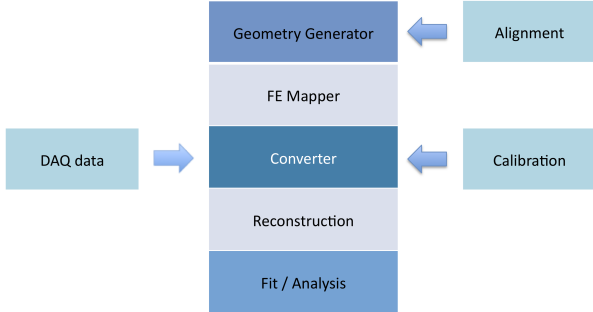 Geometry Generator
Alignment
FE Mapper
DAQ data
Converter
Calibration
Reconstruction
Fit / Analysis